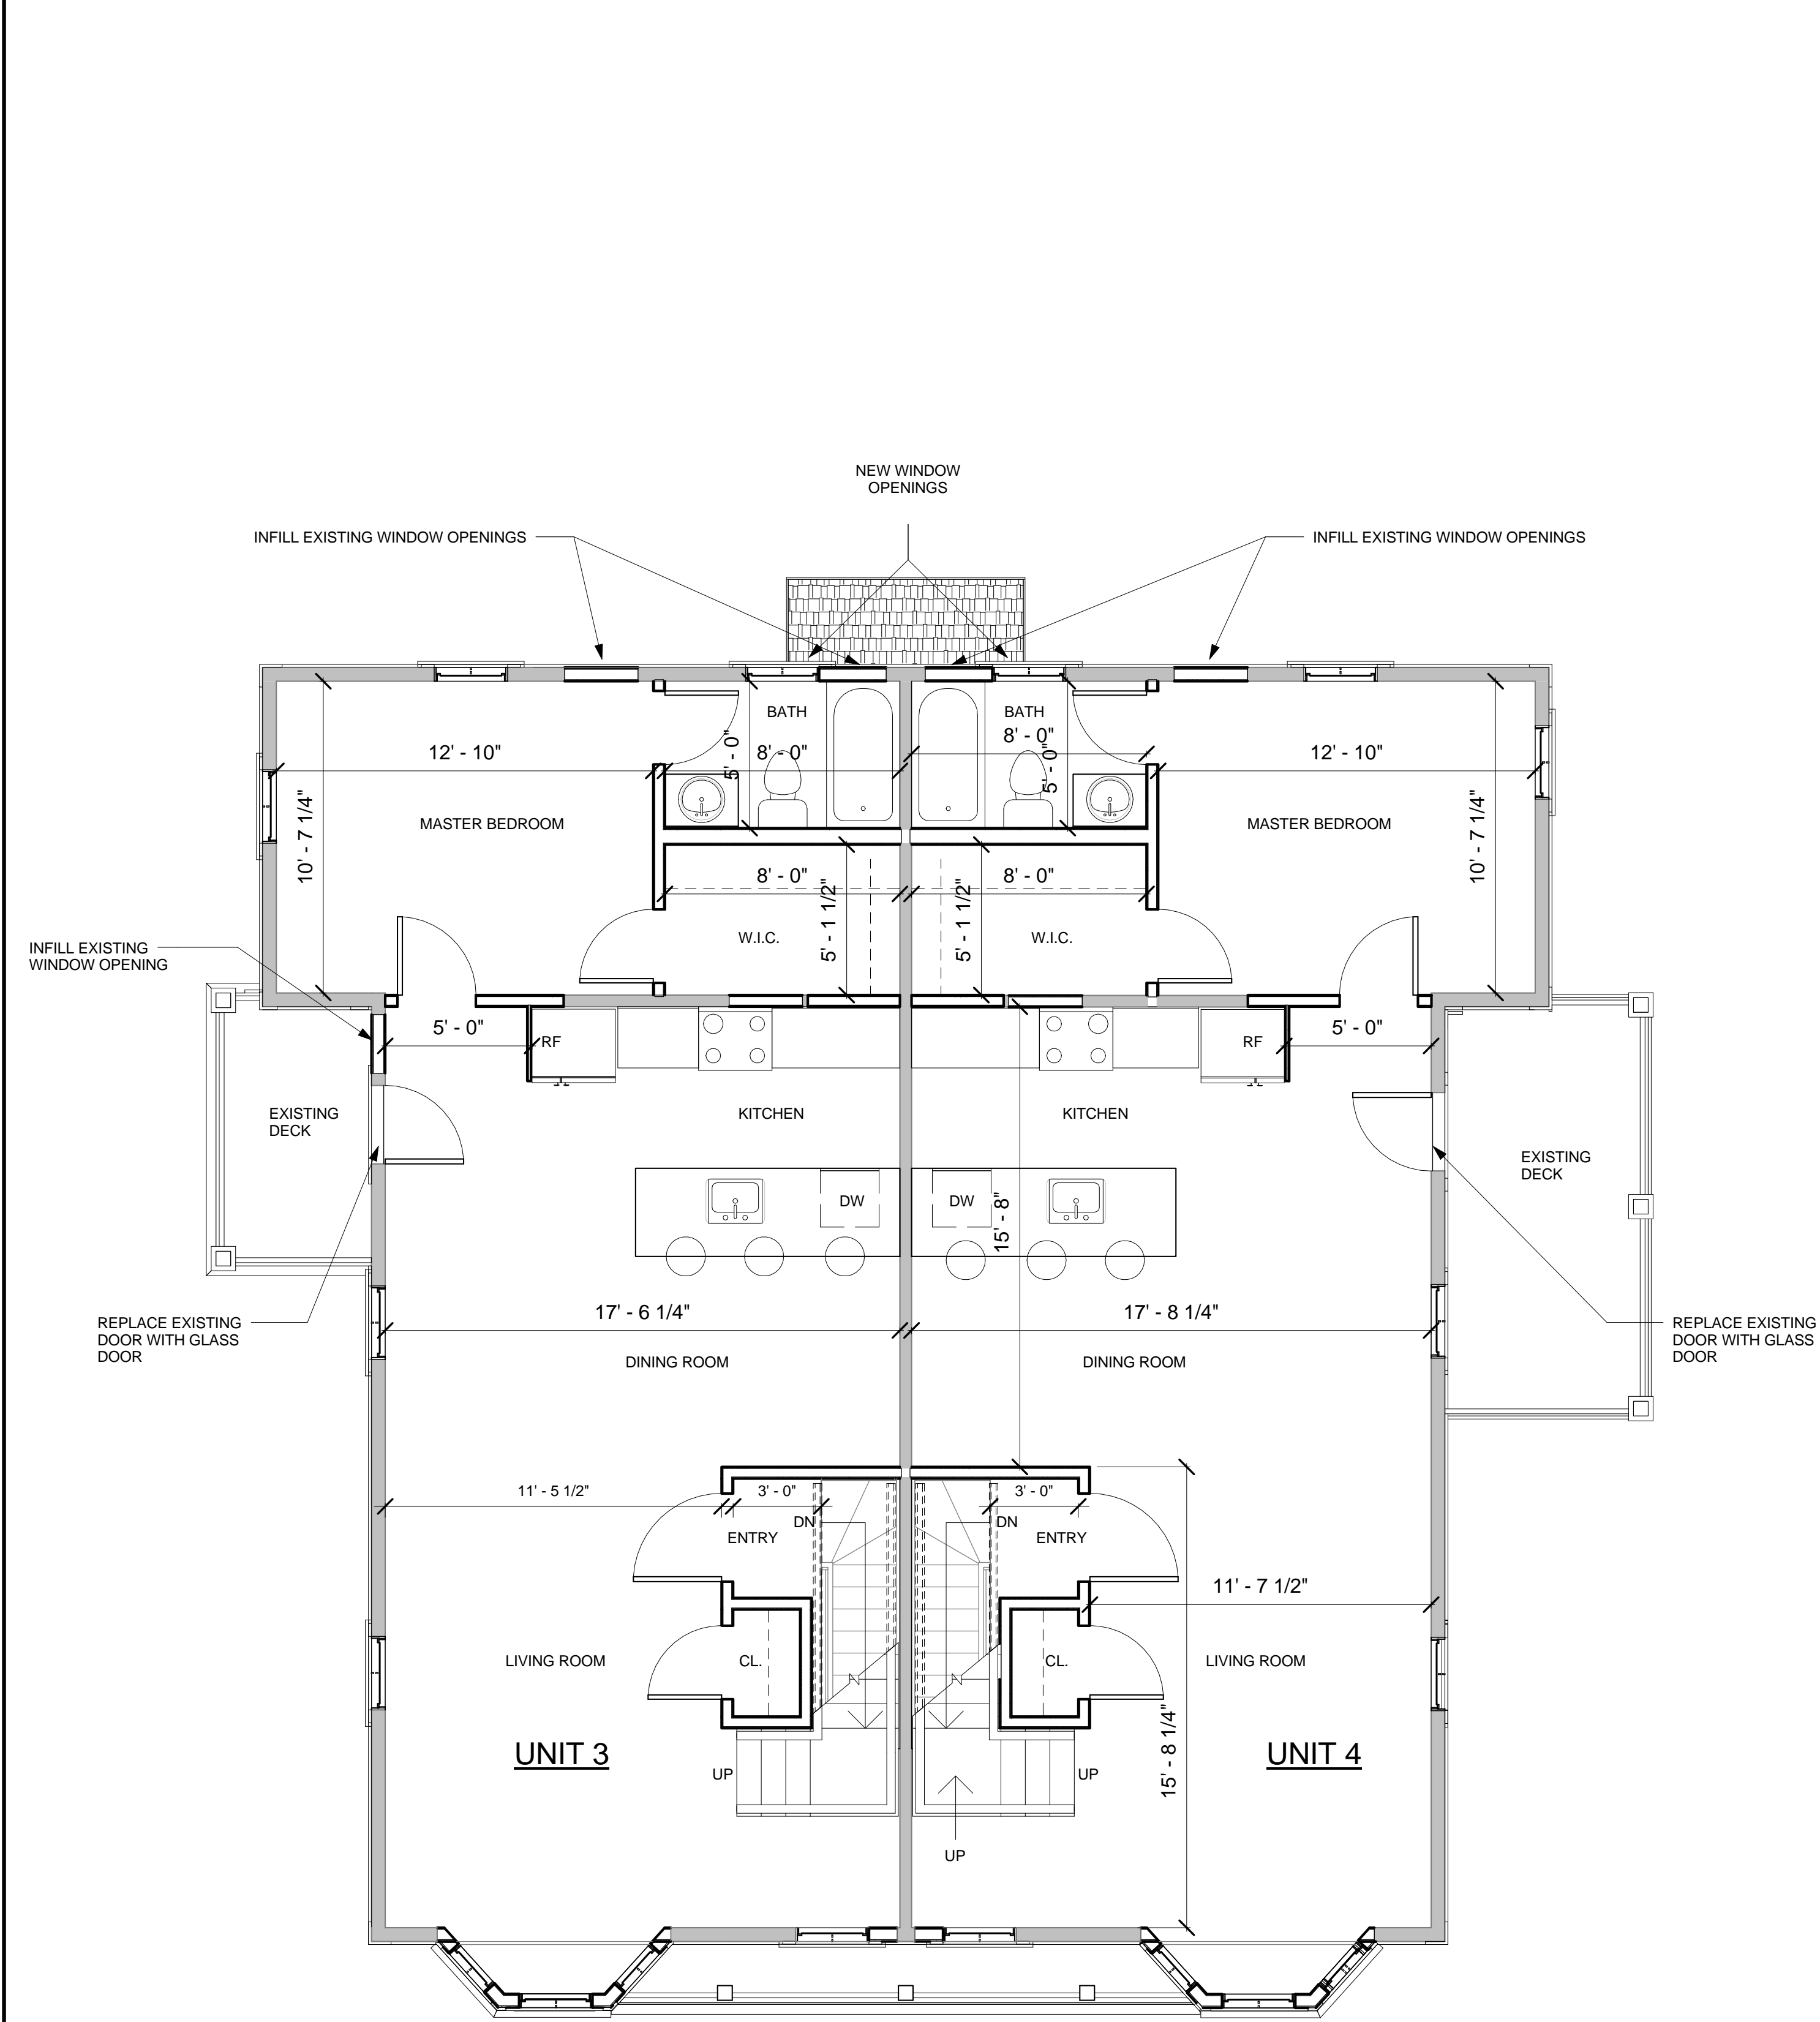 NEW WINDOW
OPENINGS
INFILL EXISTING WINDOW OPENINGS
INFILL EXISTING WINDOW OPENINGS
BATH
BATH
12' - 10"
5' - 0"
8' - 0"
8' - 0"
5' - 0"
12' - 10"
10' - 7 1/4"
MASTER BEDROOM
MASTER BEDROOM
10' - 7 1/4"
8' - 0"
8' - 0"
5' - 1 1/2"
5' - 1 1/2"
W.I.C.
W.I.C.
INFILL EXISTING
WINDOW OPENING
5' - 0"
RF
RF
5' - 0"
EXISTING
DECK
KITCHEN
KITCHEN
EXISTING
DECK
DW
DW
15' - 8"
17' - 6 1/4"
17' - 8 1/4"
REPLACE EXISTING
DOOR WITH GLASS
DOOR
REPLACE EXISTING
DOOR WITH GLASS
DOOR
DINING ROOM
DINING ROOM
11' - 5 1/2"
3' - 0"
3' - 0"
DN
DN
ENTRY
ENTRY
11' - 7 1/2"
LIVING ROOM
CL.
CL.
LIVING ROOM
15' - 8 1/4"
UNIT 3
UNIT 4
UP
UP
UP